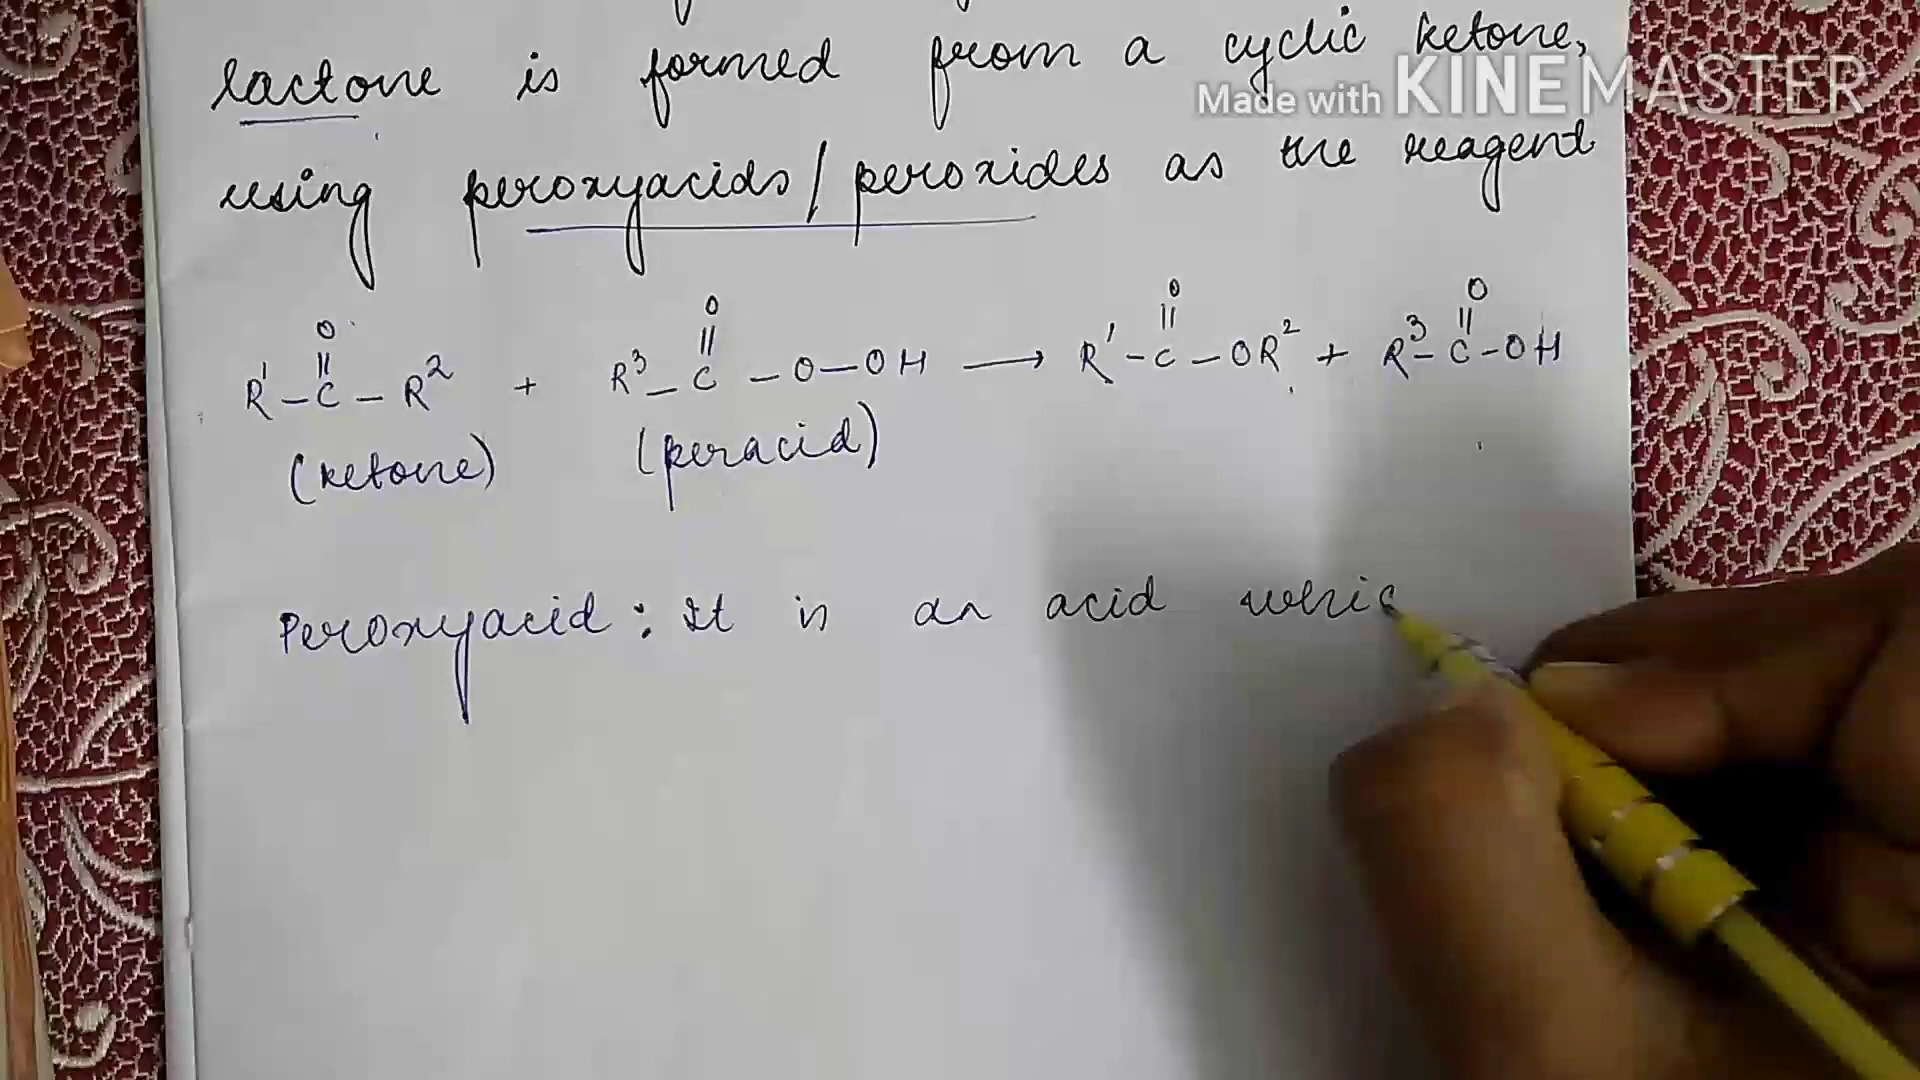 lactone is formed from a cyclic ketone,
Made with KINEMASTER
using peroxyacids/peroxides as the reagent
O O O O
R¹-C-R² + R³-C-O-OH → R¹-C-OR² + R³-C-OH
(ketone) (peracid)
Peroxyacid: It is an acid whic